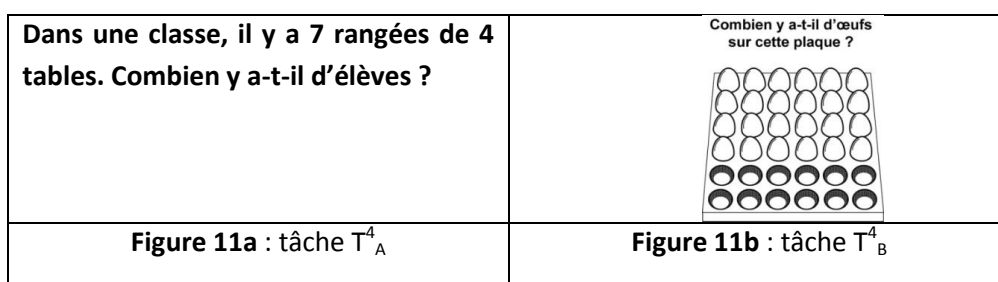 Dans une classe, il y a 7 rangées de 4
tables. Combien y a-t-il d’élèves ?
Combien y a-t-il d’œufs
sur cette plaque ?
Figure 11a : tâche T⁴A
Figure 11b : tâche T⁴B